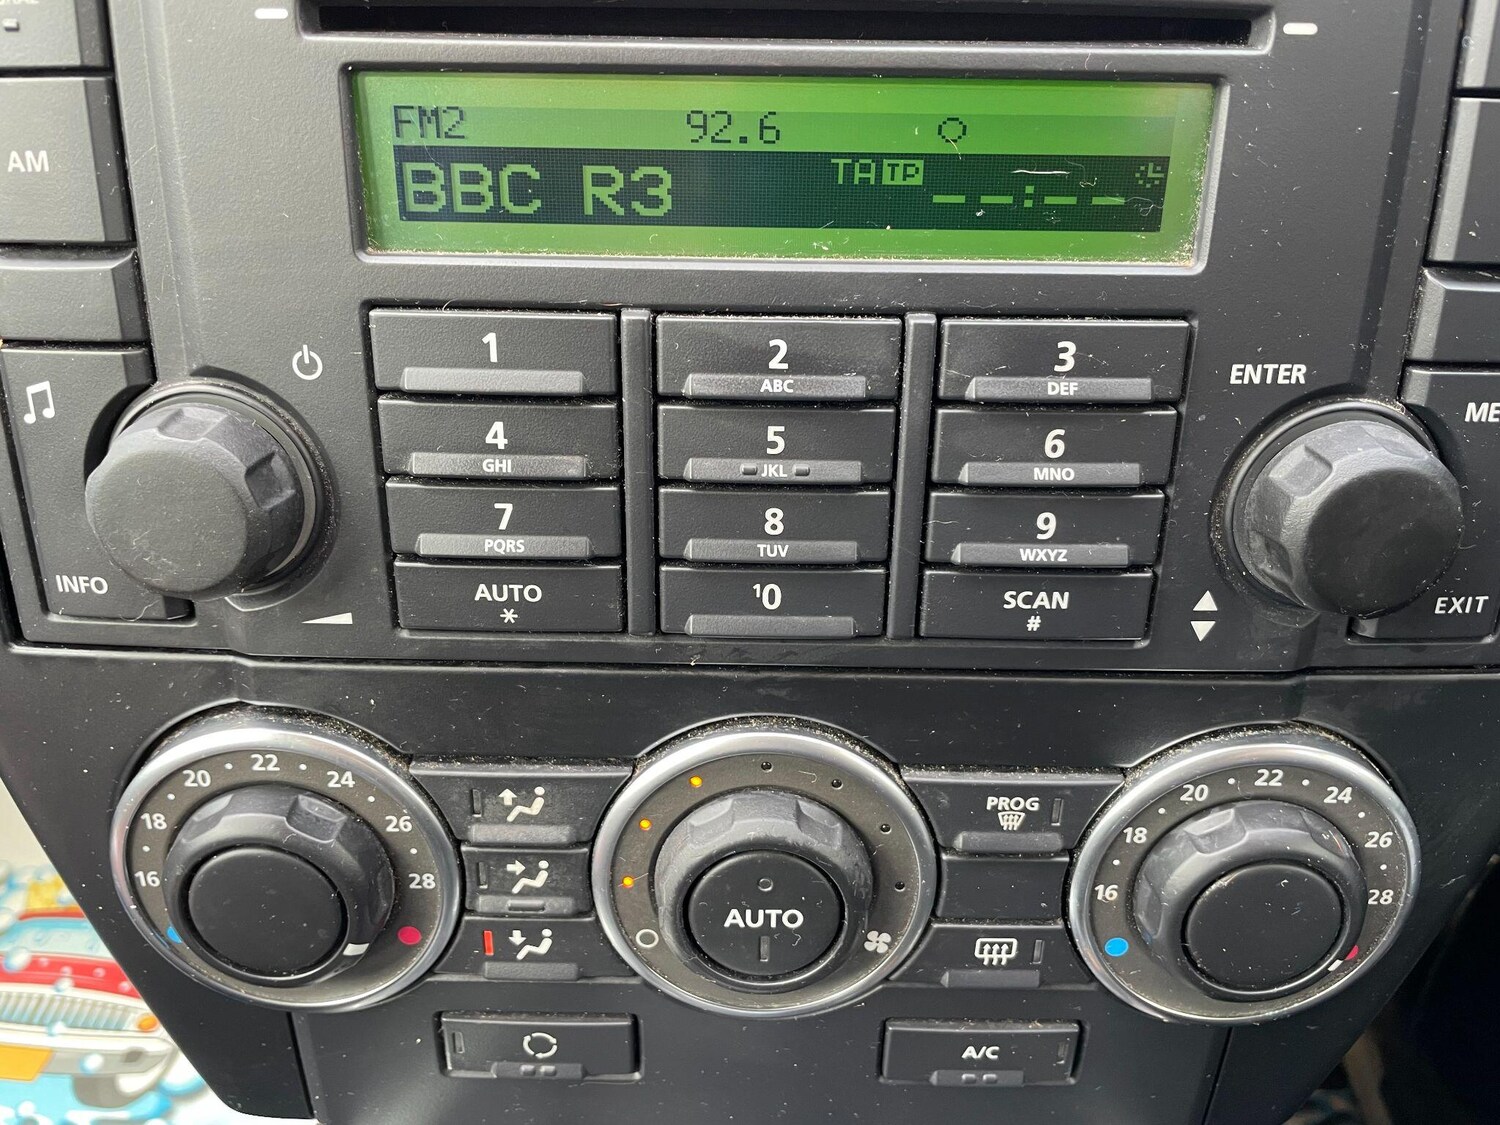 FM2 92.6
BBC R3 TA TP --:--
AM
1 2 3
ABC DEF
ENTER
4 5 6
GHI JKL MNO
7 8 9
PQRS TUV WXYZ
INFO
AUTO 10 SCAN
* #
EXIT
16 18 20 22 24 26 28
AUTO
PROG
16 18 20 22 24 26 28
A/C